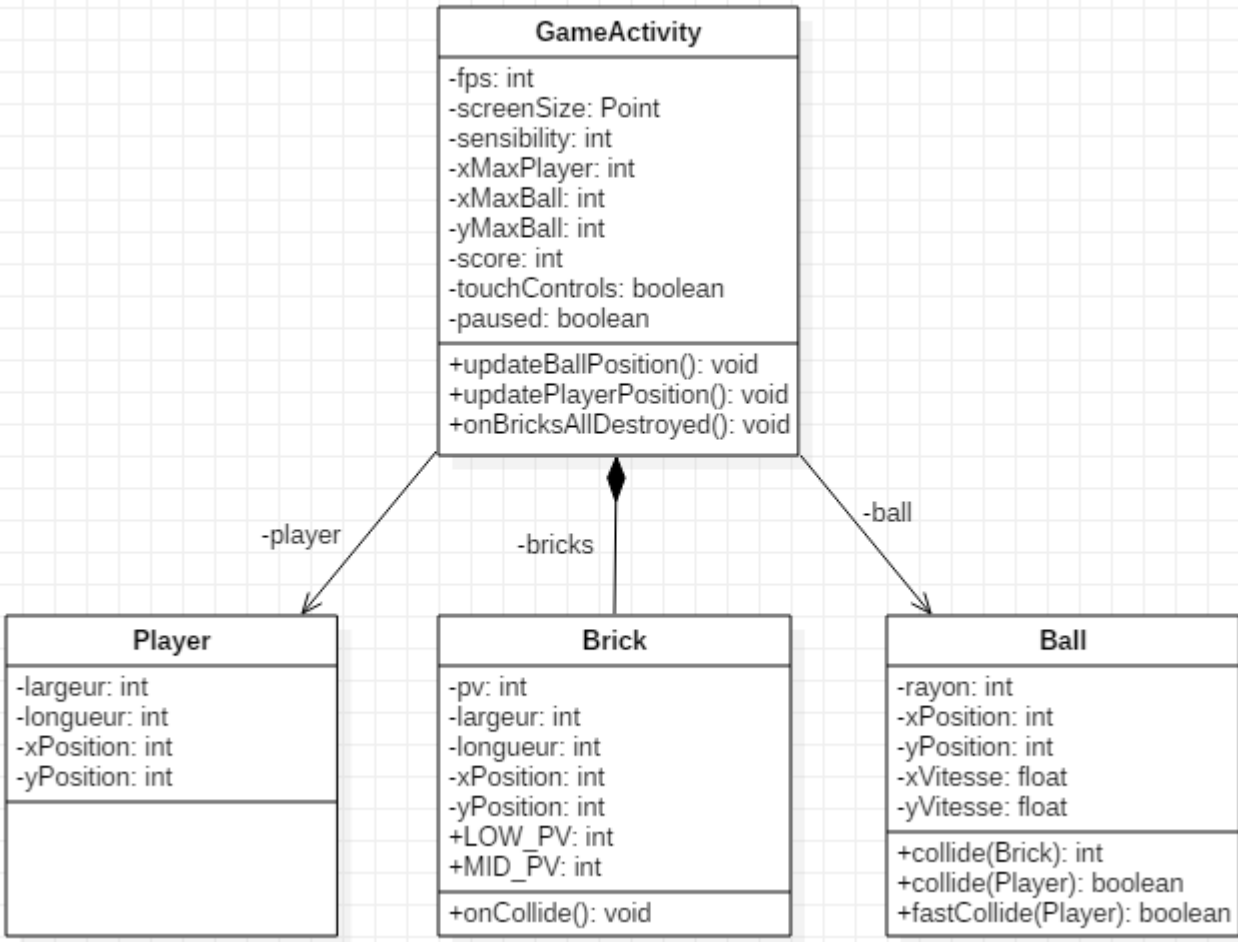 GameActivity
-fps: int
-screenSize: Point
-sensibility: int
-xMaxPlayer: int
-xMaxBall: int
-yMaxBall: int
-score: int
-touchControls: boolean
-paused: boolean
+updateBallPosition(): void
+updatePlayerPosition(): void
+onBricksAllDestroyed(): void
-player
-bricks
-ball
Player
-largeur: int
-longueur: int
-xPosition: int
-yPosition: int
Brick
-pv: int
-largeur: int
-longueur: int
-xPosition: int
-yPosition: int
+LOW_PV: int
+MID_PV: int
+onCollide(): void
Ball
-rayon: int
-xPosition: int
-yPosition: int
-xVitesse: float
-yVitesse: float
+collide(Brick): int
+collide(Player): boolean
+fastCollide(Player): boolean